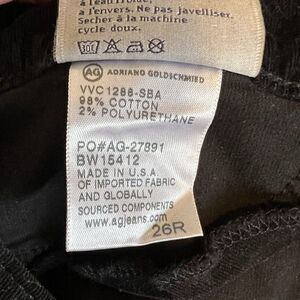 à l'envers. Ne pas javelliser.
Secher à la machine
cycle doux.
AG ADRIANO GOLDSCHMIED
VVC1288-SBA
98% COTTON
2% POLYURETHANE
PO#AG-27891
BW15412
MADE IN U.S.A.
OF IMPORTED FABRIC
AND GLOBALLY
SOURCED COMPONENTS
www.agjeans.com
26R